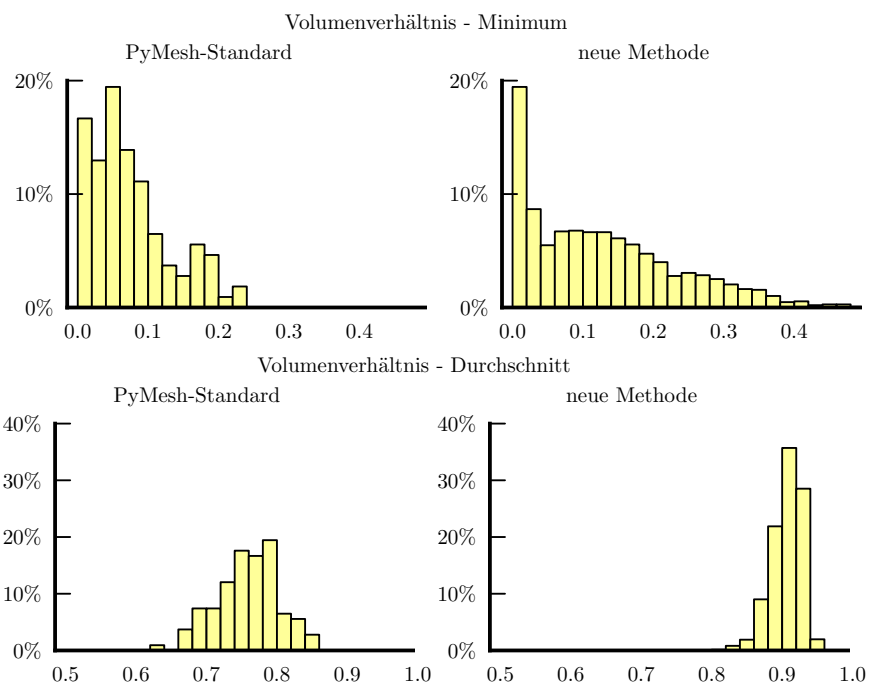 Volumenverhältnis - Minimum
PyMesh-Standard neue Methode
20% 20%
10% 10%
0% 0%
0.0 0.1 0.2 0.3 0.4 0.0 0.1 0.2 0.3 0.4
Volumenverhältnis - Durchschnitt
PyMesh-Standard neue Methode
40% 40%
30% 30%
20% 20%
10% 10%
0% 0%
0.5 0.6 0.7 0.8 0.9 1.0 0.5 0.6 0.7 0.8 0.9 1.0